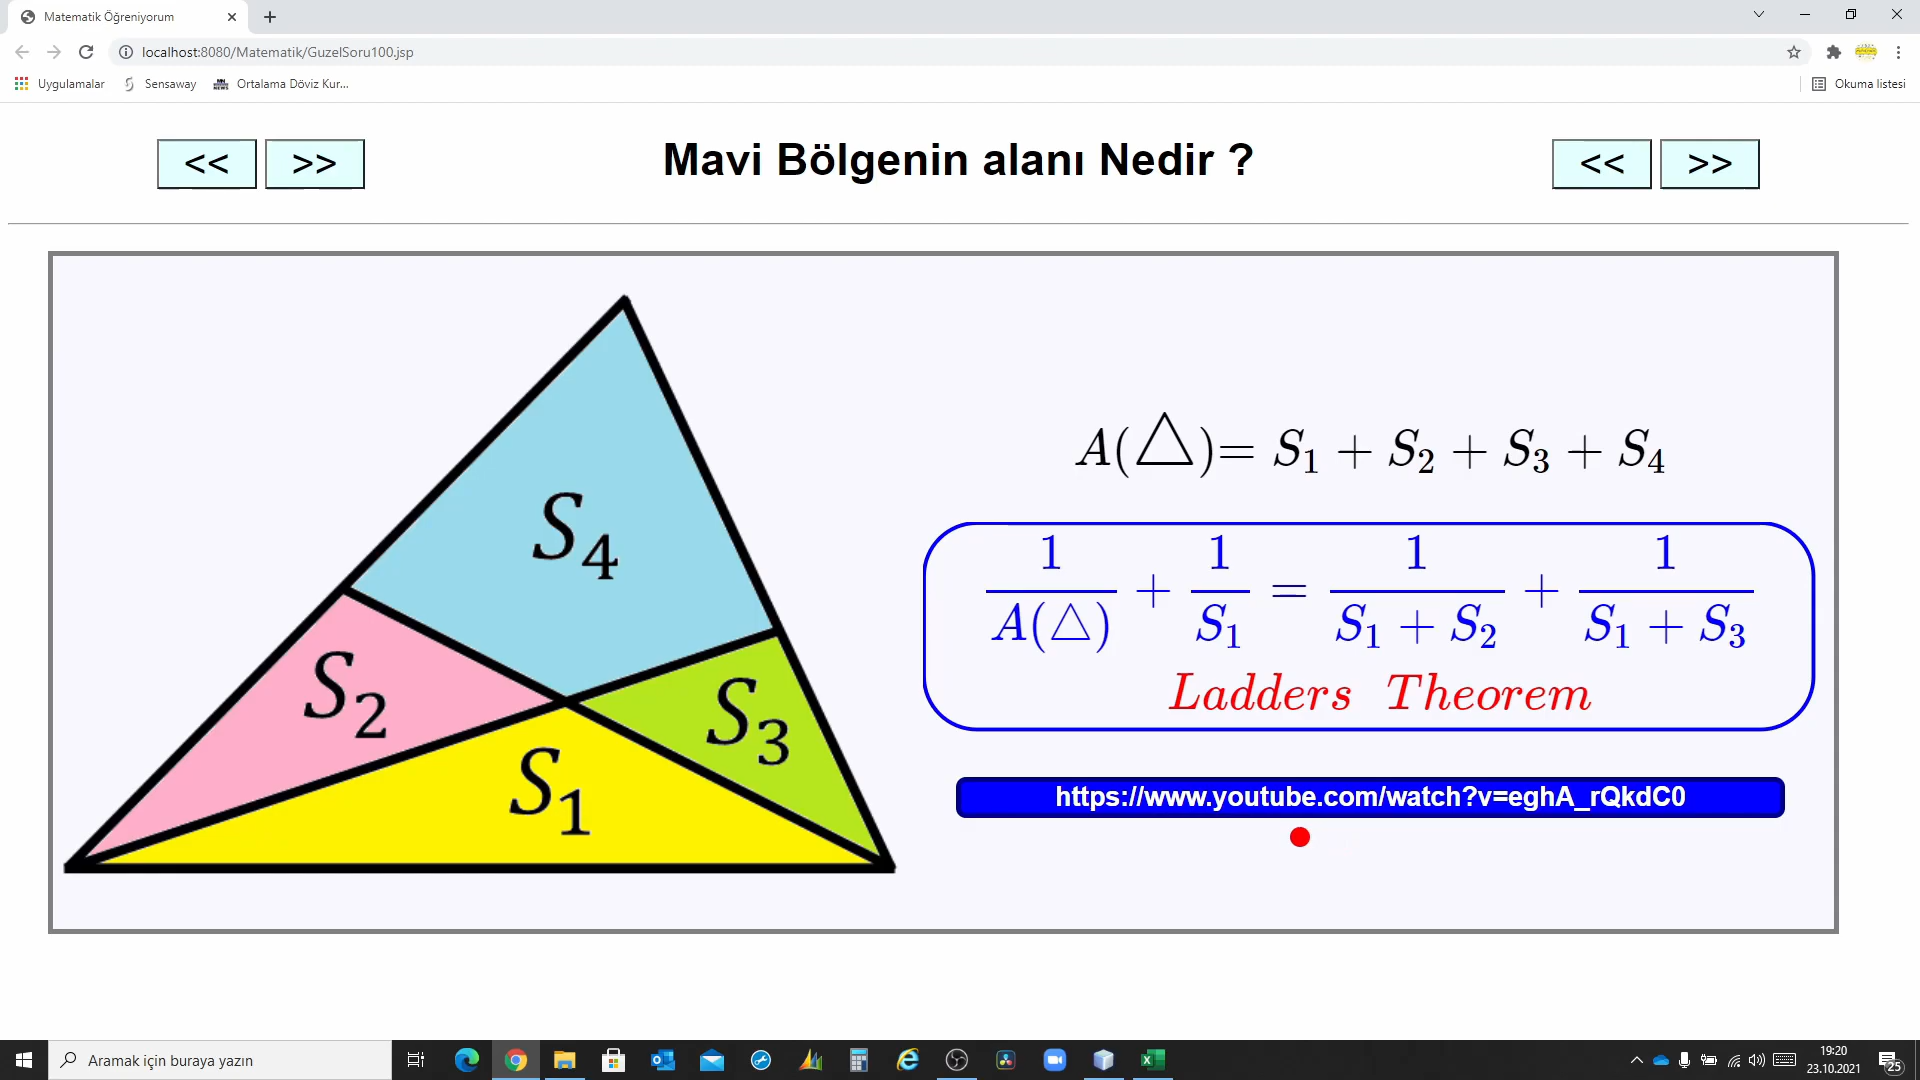 Matematik Öğreniyorum
localhost:8080/Matematik/GuzelSoru100.jsp
Uygulamalar Sensaway Ortalama Döviz Kur... Okuma listesi
<< >> Mavi Bölgenin alanı Nedir ? << >>
S₄
S₂
S₃
S₁
A(△)= S₁ + S₂ + S₃ + S₄
1/A(△) + 1/S₁ = 1/(S₁ + S₂) + 1/(S₁ + S₃)
Ladders Theorem
https://www.youtube.com/watch?v=eghA_rQkdC0
Aramak için buraya yazın
19:20
23.10.2021
25